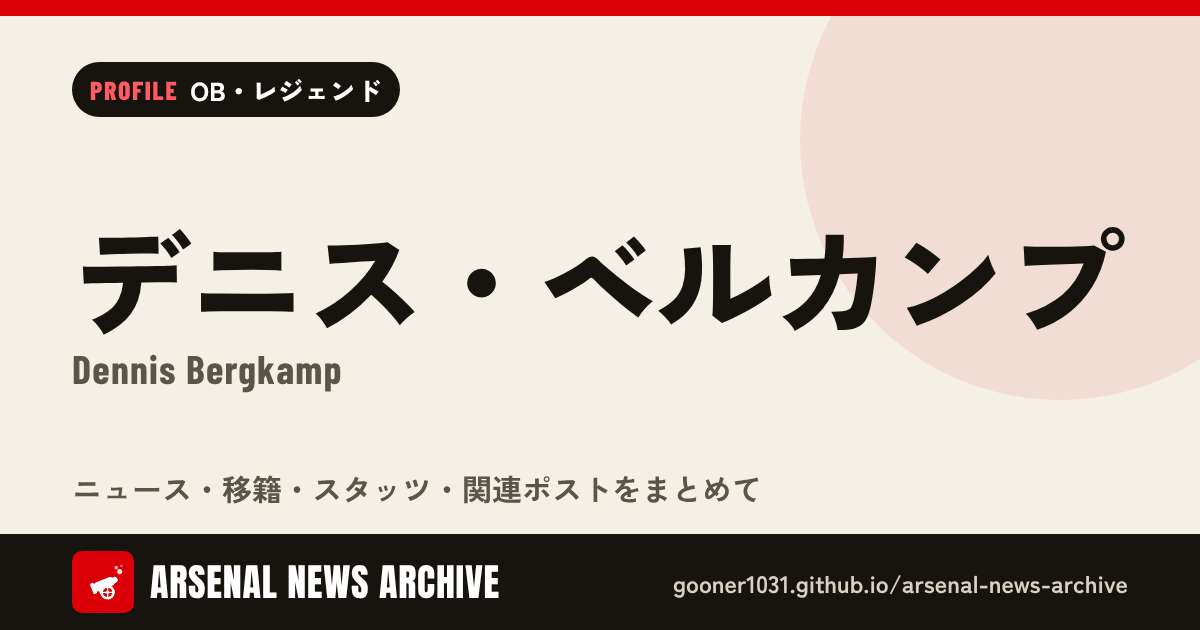 PROFILE OB・レジェンド
デニス・ベルカンプ
Dennis Bergkamp
ニュース・移籍・スタッツ・関連ポストをまとめて
ARSENAL NEWS ARCHIVE
gooner1031.github.io/arsenal-news-archive